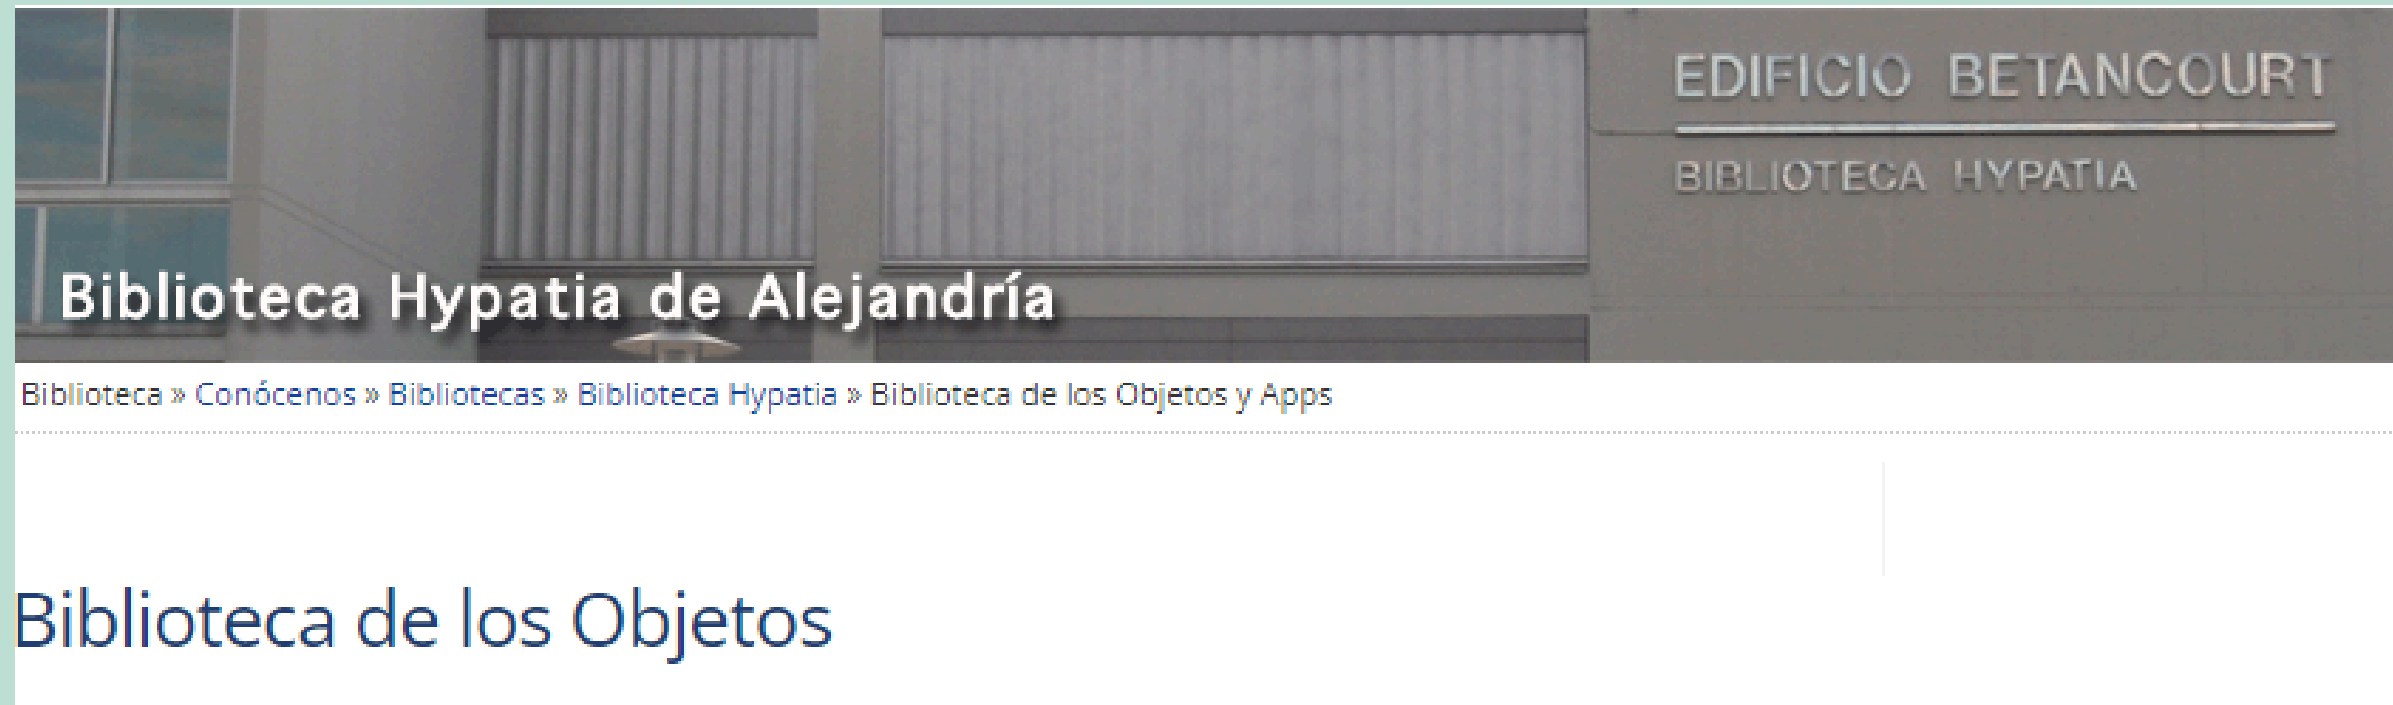 EDIFICIO BETANCOURT
BIBLIOTECA HYPATIA
Biblioteca Hypatia de Alejandría
Biblioteca » Conócenos » Bibliotecas » Biblioteca Hypatia » Biblioteca de los Objetos y Apps
Biblioteca de los Objetos